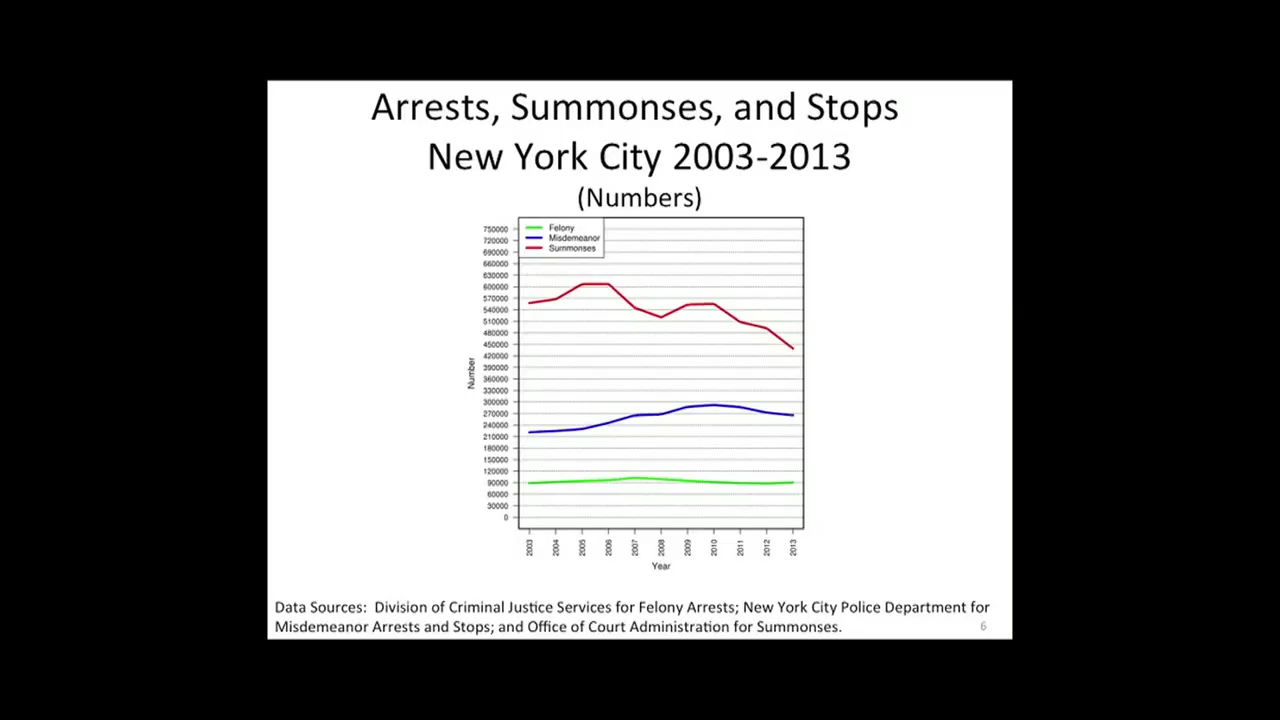 Arrests, Summonses, and Stops
New York City 2003-2013
(Numbers)
Felony
Misdemeanor
Summonses
750000
720000
690000
660000
630000
600000
570000
540000
510000
480000
450000
420000
390000
360000
330000
300000
270000
240000
210000
180000
150000
120000
90000
60000
30000
0
Number
2003 2004 2005 2006 2007 2008 2009 2010 2011 2012 2013
Year
Data Sources: Division of Criminal Justice Services for Felony Arrests; New York City Police Department for
Misdemeanor Arrests and Stops; and Office of Court Administration for Summonses.
6